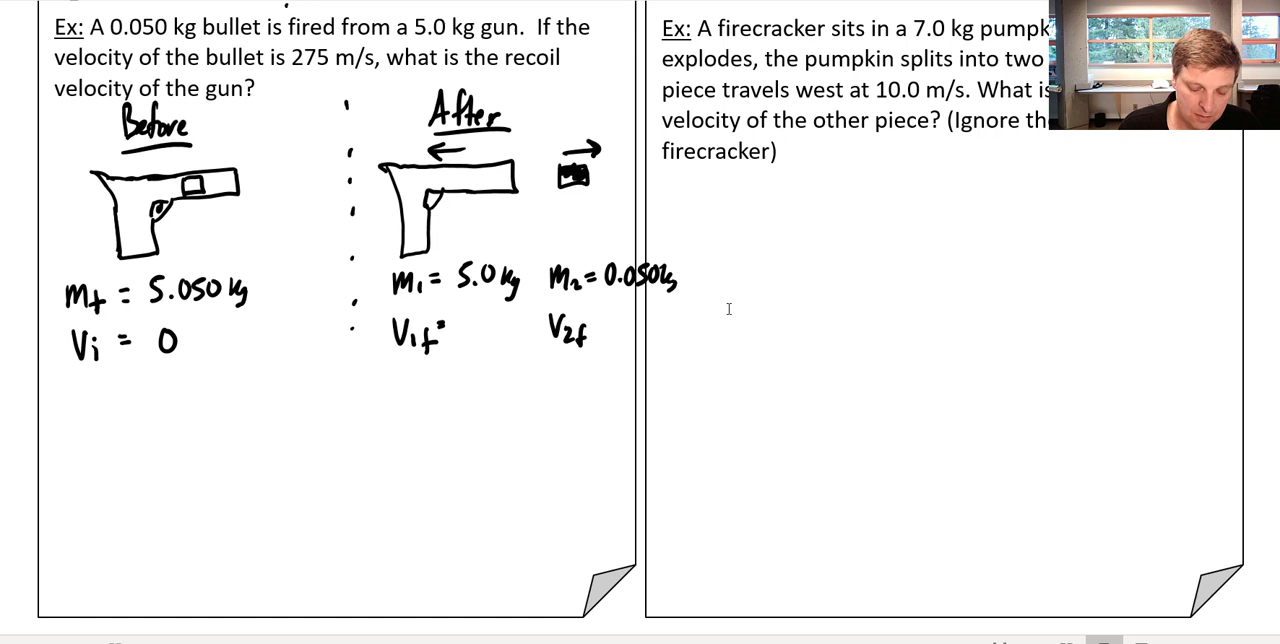 Ex: A 0.050 kg bullet is fired from a 5.0 kg gun. If the
velocity of the bullet is 275 m/s, what is the recoil
velocity of the gun?
Before
After
mt = 5.050 kg
Vi = 0
m1 = 5.0 kg
m2 = 0.050 kg
V1f =
V2f
Ex: A firecracker sits in a 7.0 kg
explodes, the pumpkin splits into two
piece travels west at 10.0 m/s. What is
velocity of the other piece? (Ignore
firecracker)